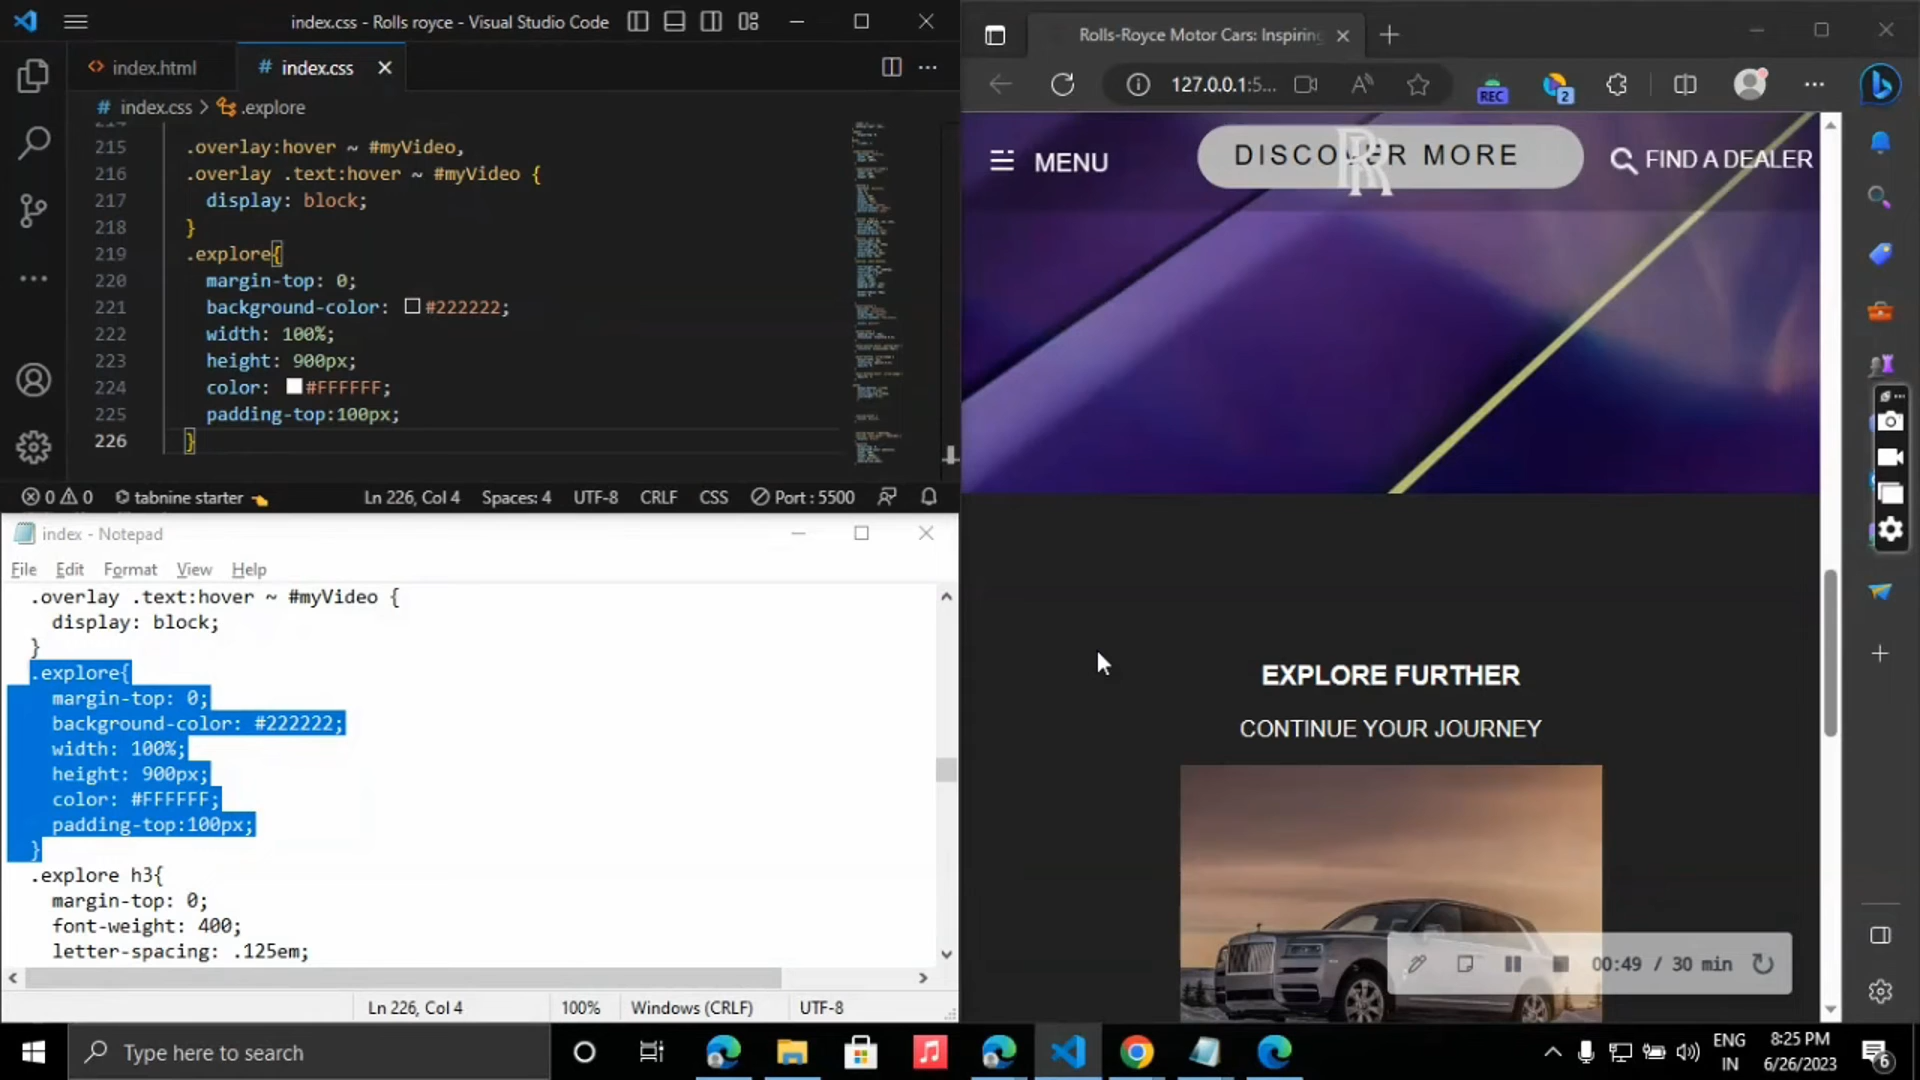 index.css - Rolls royce - Visual Studio Code
index.html
# index.css
# index.css > .explore
215 .overlay:hover ~ #myVideo,
216 .overlay .text:hover ~ #myVideo {
217 display: block;
218 }
219 .explore{
220 margin-top: 0;
221 background-color: #222222;
222 width: 100%;
223 height: 900px;
224 color: #FFFFFF;
225 padding-top:100px;
226 }
0 0 tabnine starter Ln 226, Col 4 Spaces: 4 UTF-8 CRLF CSS Port : 5500
index - Notepad
File Edit Format View Help
.overlay .text:hover ~ #myVideo {
display: block;
}
.explore{
margin-top: 0;
background-color: #222222;
width: 100%;
height: 900px;
color: #FFFFFF;
padding-top:100px;
}
.explore h3{
margin-top: 0;
font-weight: 400;
letter-spacing: .125em;
Ln 226, Col 4 100% Windows (CRLF) UTF-8
Rolls-Royce Motor Cars: Inspiring
127.0.0.1:5...
REC
2
MENU
DISCOVER MORE
FIND A DEALER
EXPLORE FURTHER
CONTINUE YOUR JOURNEY
00:49 / 30 min
Type here to search
ENG
IN
8:25 PM
6/26/2023
6